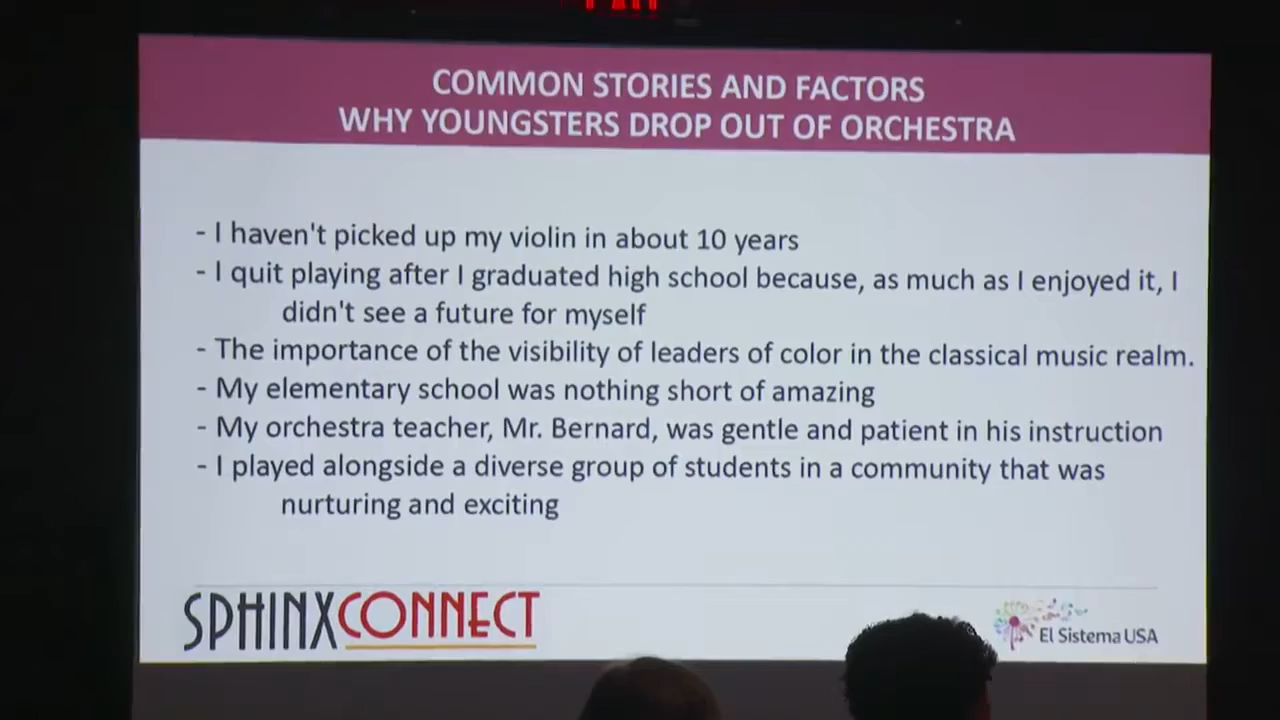 COMMON STORIES AND FACTORS
WHY YOUNGSTERS DROP OUT OF ORCHESTRA
- I haven't picked up my violin in about 10 years
- I quit playing after I graduated high school because, as much as I enjoyed it, I
didn't see a future for myself
- The importance of the visibility of leaders of color in the classical music realm.
- My elementary school was nothing short of amazing
- My orchestra teacher, Mr. Bernard, was gentle and patient in his instruction
- I played alongside a diverse group of students in a community that was
nurturing and exciting
SPHINXCONNECT
El Sistema USA